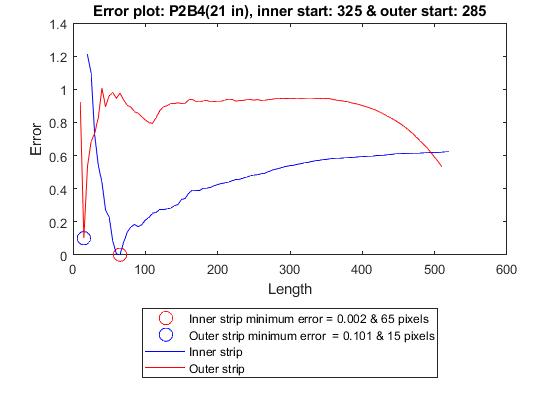 Error plot: P2B4(21 in), inner start: 325 & outer start: 285
1.4
1.2
1
0.8
0.6
0.4
0.2
0
Error
0 100 200 300 400 500 600
Length
Inner strip minimum error = 0.002 & 65 pixels
Outer strip minimum error = 0.101 & 15 pixels
Inner strip
Outer strip